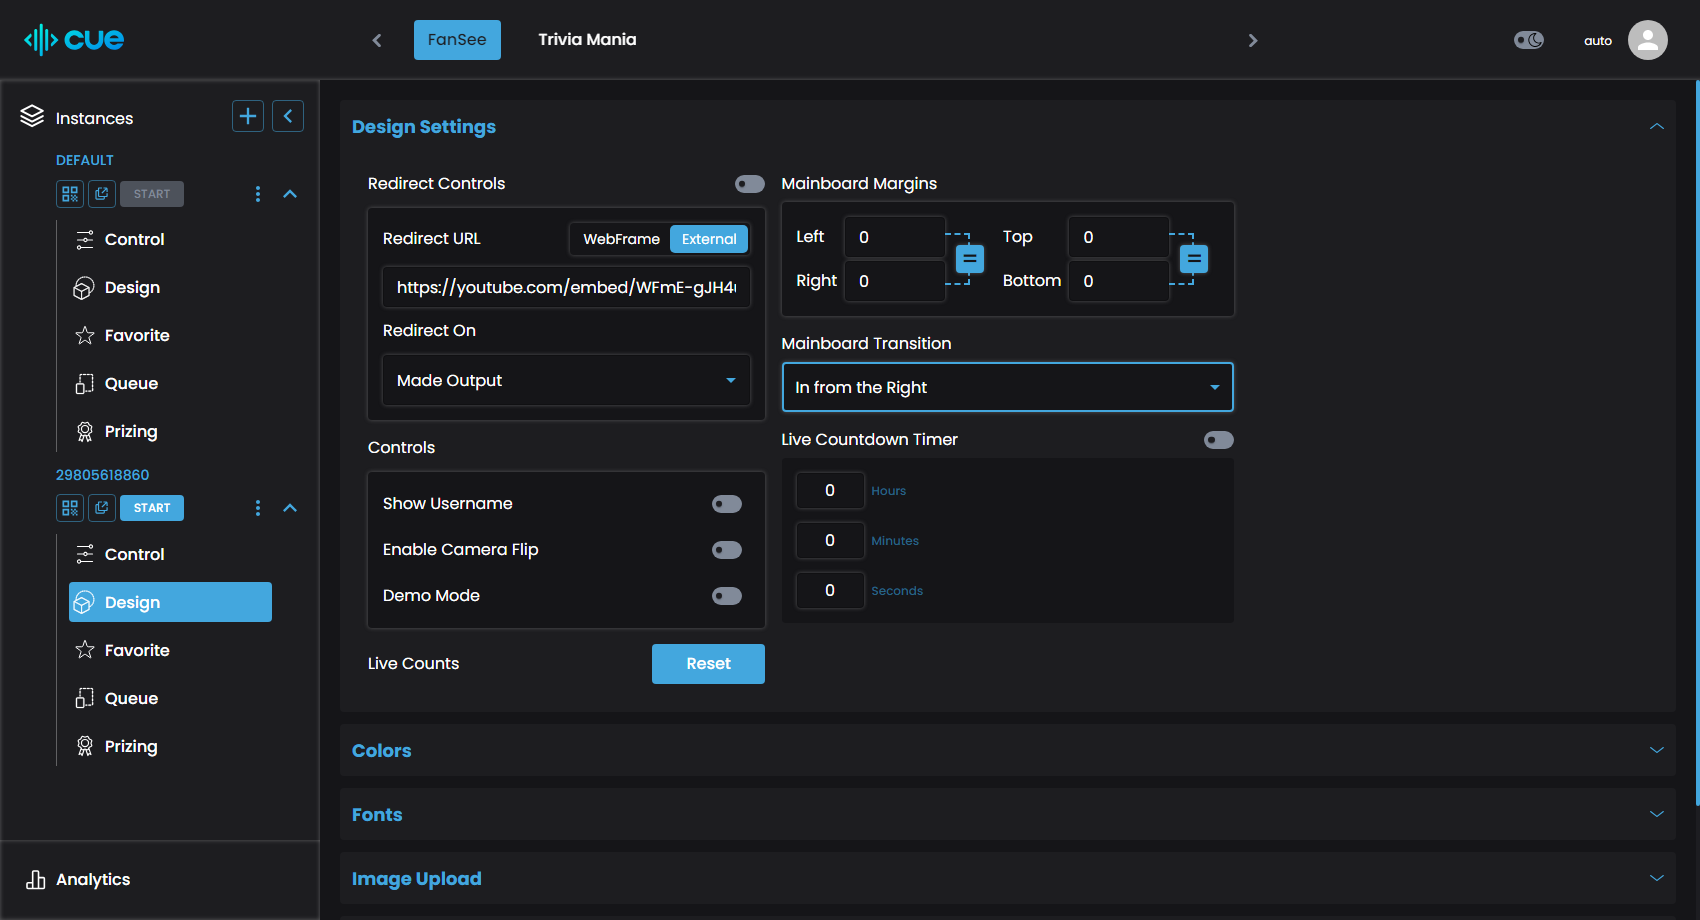 cue
FanSee
Trivia Mania
auto
Instances
DEFAULT
START
Control
Design
Favorite
Queue
Prizing
29805618860
START
Control
Design
Favorite
Queue
Prizing
Analytics
Design Settings
Redirect Controls
Redirect URL
WebFrame
External
https://youtube.com/embed/WFmE-gJH4
Redirect On
Made Output
Controls
Show Username
Enable Camera Flip
Demo Mode
Live Counts
Reset
Mainboard Margins
Left 0
Top 0
=
=
Right 0
Bottom 0
Mainboard Transition
In from the Right
Live Countdown Timer
0 Hours
0 Minutes
0 Seconds
Colors
Fonts
Image Upload